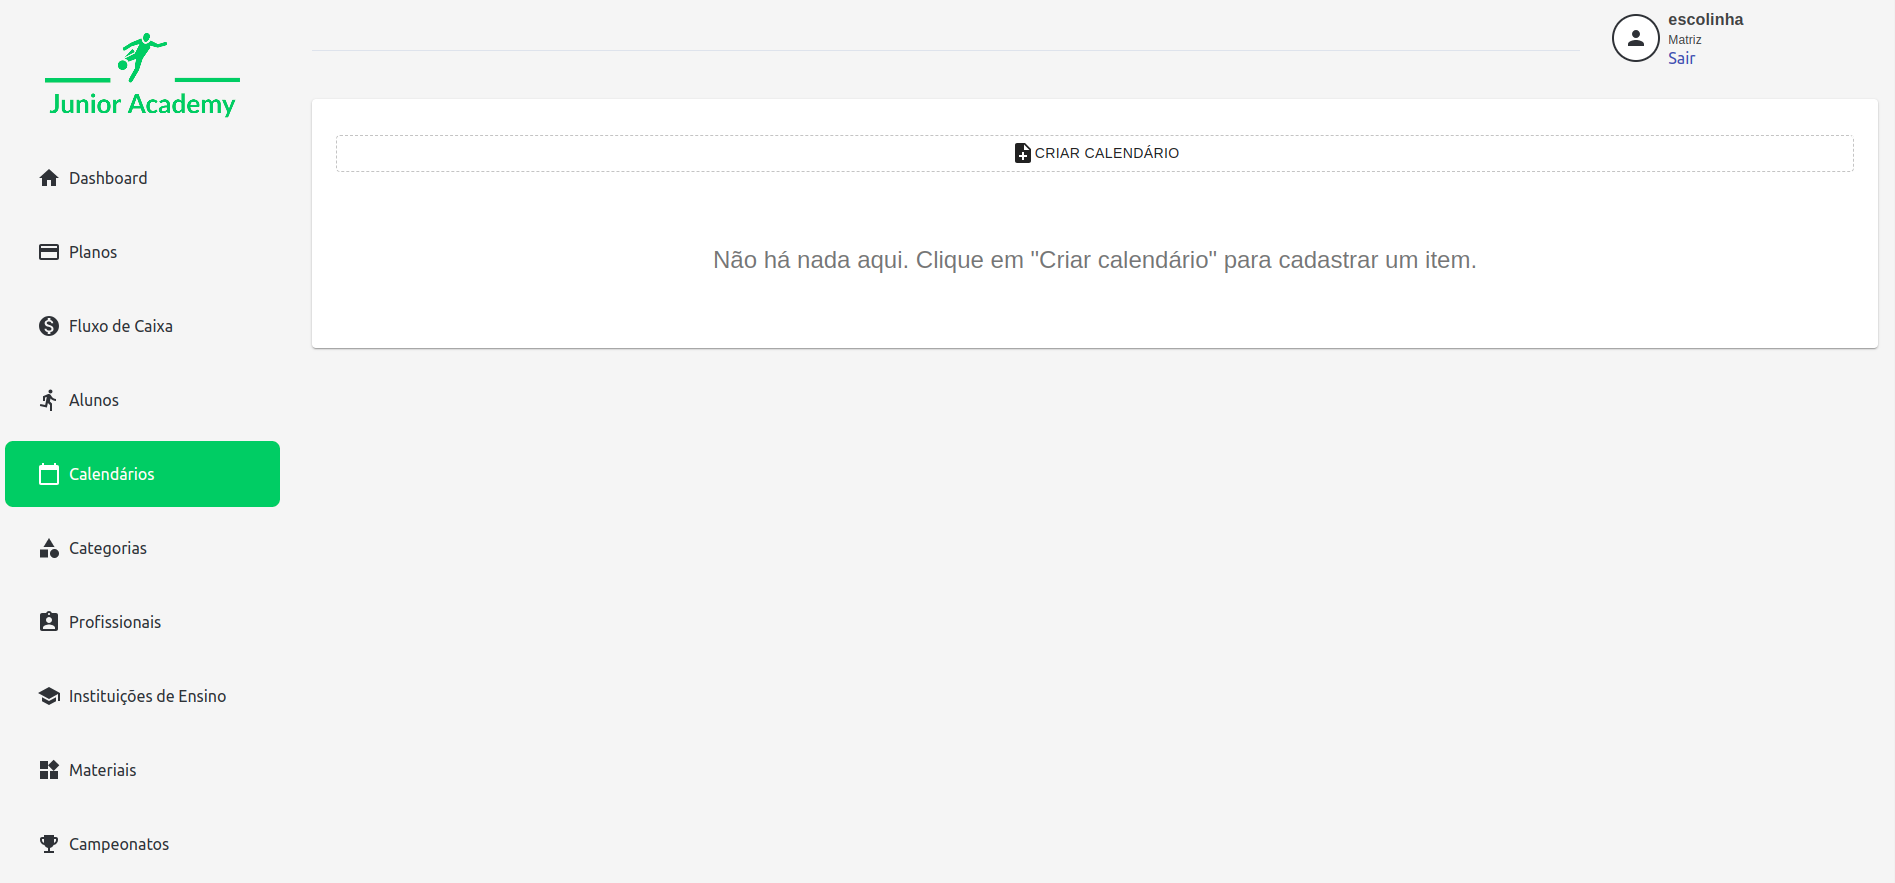 Junior Academy
Dashboard
Planos
Fluxo de Caixa
Alunos
Calendários
Categorias
Profissionais
Instituições de Ensino
Materiais
Campeonatos
escolinha
Matriz
Sair
CRIAR CALENDÁRIO
Não há nada aqui. Clique em "Criar calendário" para cadastrar um item.